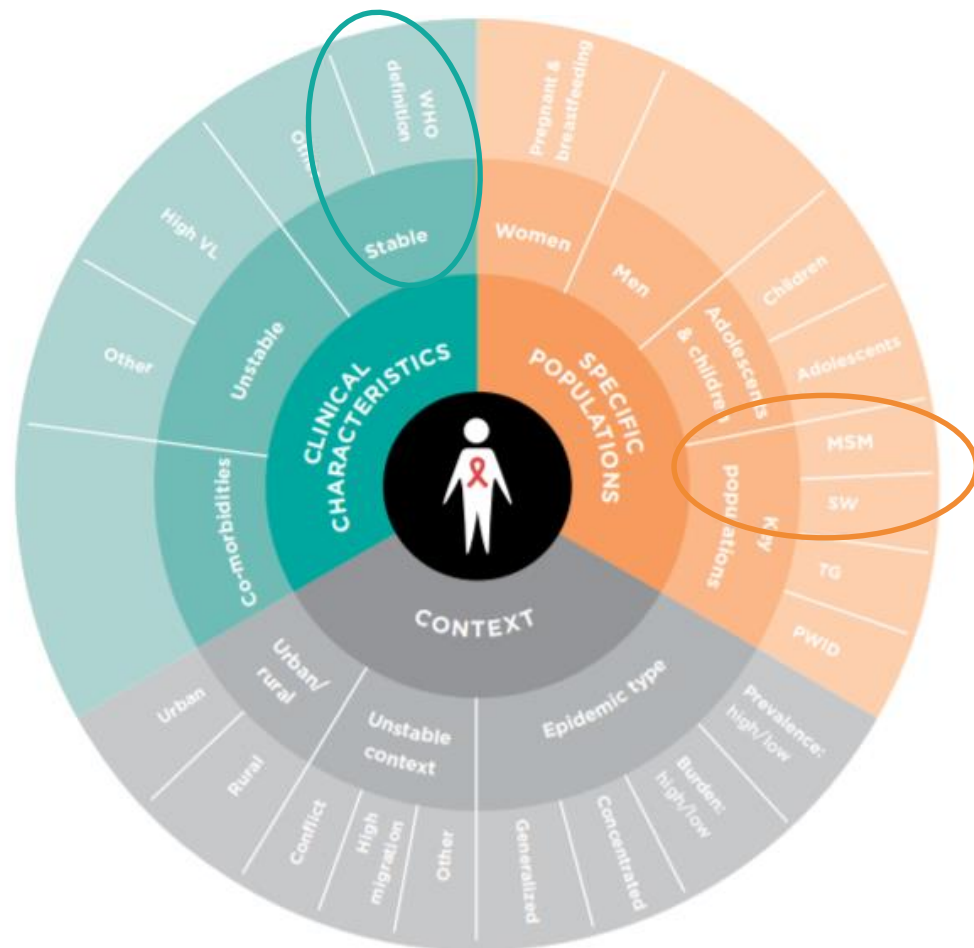 CLINICAL
CHARACTERISTICS
Stable
WHO
definition
Other
Unstable
High VL
Other
Co-morbidities
SPECIFIC
POPULATIONS
Women
Pregnant &
breastfeeding
Men
Adolescents
& children
Children
Adolescents
Key
populations
MSM
SW
TG
PWID
CONTEXT
Urban/
rural
Urban
Rural
Unstable
context
Conflict
High
migration
Other
Epidemic type
Generalized
Concentrated
Burden:
high/low
Prevalence:
high/low